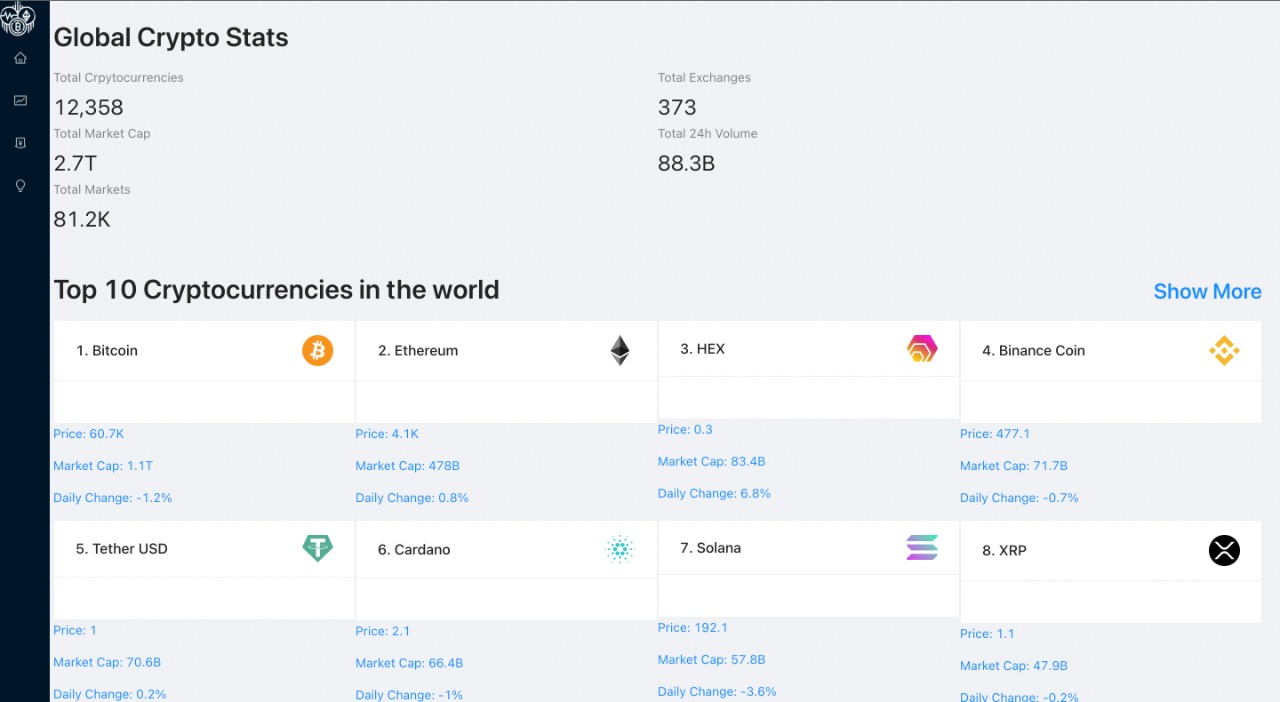 Global Crypto Stats
Total Crpytocurrencies
Total Exchanges
12,358
373
Total Market Cap
Total 24h Volume
2.7T
88.3B
Total Markets
81.2K
Top 10 Cryptocurrencies in the world
Show More
1. Bitcoin
2. Ethereum
3. HEX
4. Binance Coin
Price: 60.7K
Market Cap: 1.1T
Daily Change: -1.2%
Price: 4.1K
Market Cap: 478B
Daily Change: 0.8%
Price: 0.3
Market Cap: 83.4B
Daily Change: 6.8%
Price: 477.1
Market Cap: 71.7B
Daily Change: -0.7%
5. Tether USD
6. Cardano
7. Solana
8. XRP
Price: 1
Market Cap: 70.6B
Daily Change: 0.2%
Price: 2.1
Market Cap: 66.4B
Daily Change: -1%
Price: 192.1
Market Cap: 57.8B
Daily Change: -3.6%
Price: 1.1
Market Cap: 47.9B
Daily Change: -0.2%